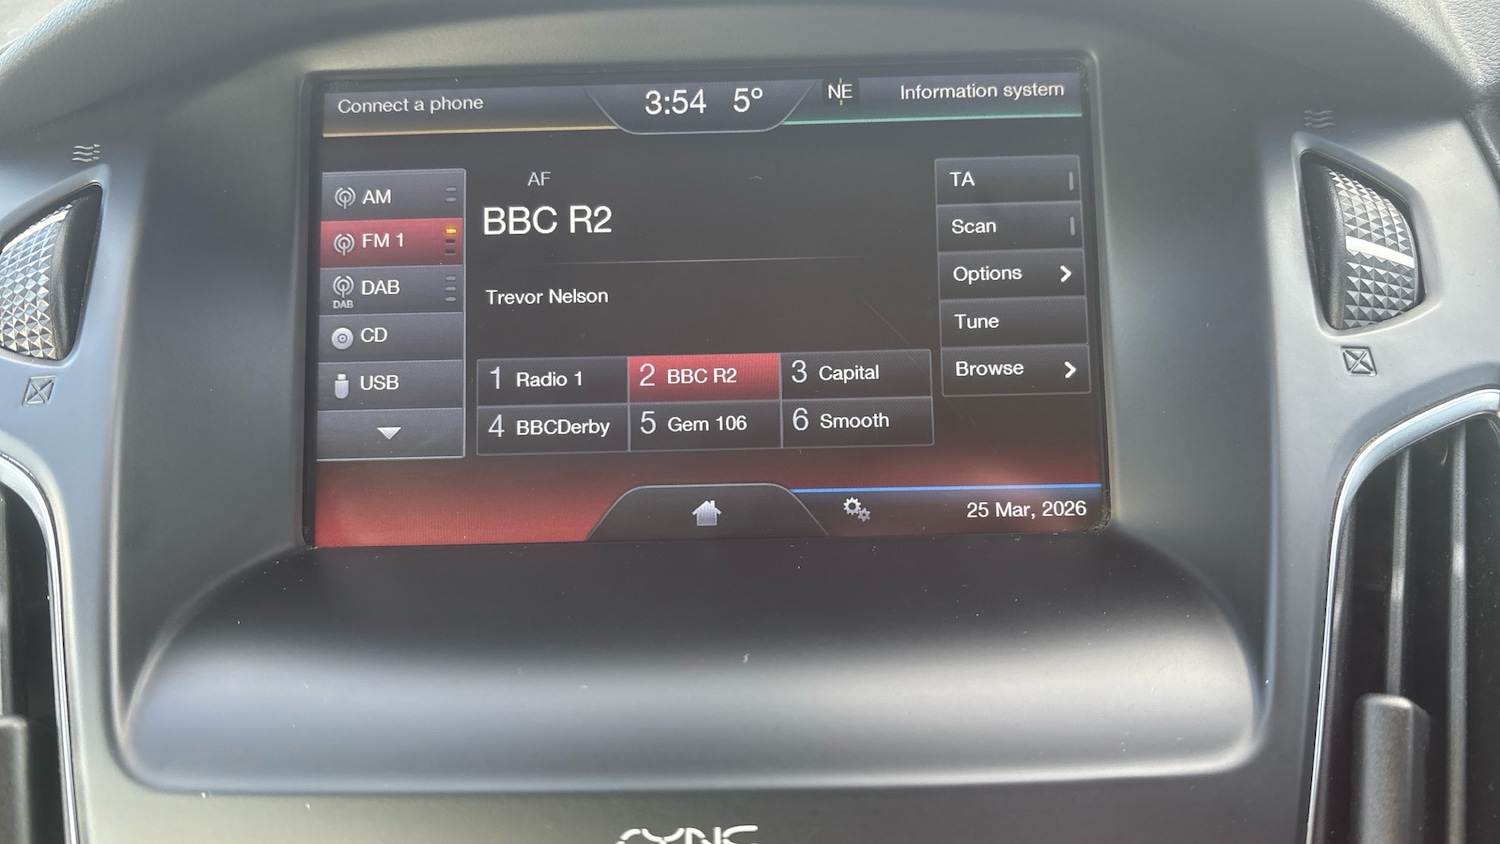 Connect a phone
3:54 5°
NE
Information system
AM
FM 1
DAB
DAB
CD
USB
AF
BBC R2
Trevor Nelson
1 Radio 1
2 BBC R2
3 Capital
4 BBCDerby
5 Gem 106
6 Smooth
TA
Scan
Options
Tune
Browse
25 Mar, 2026
SYNC